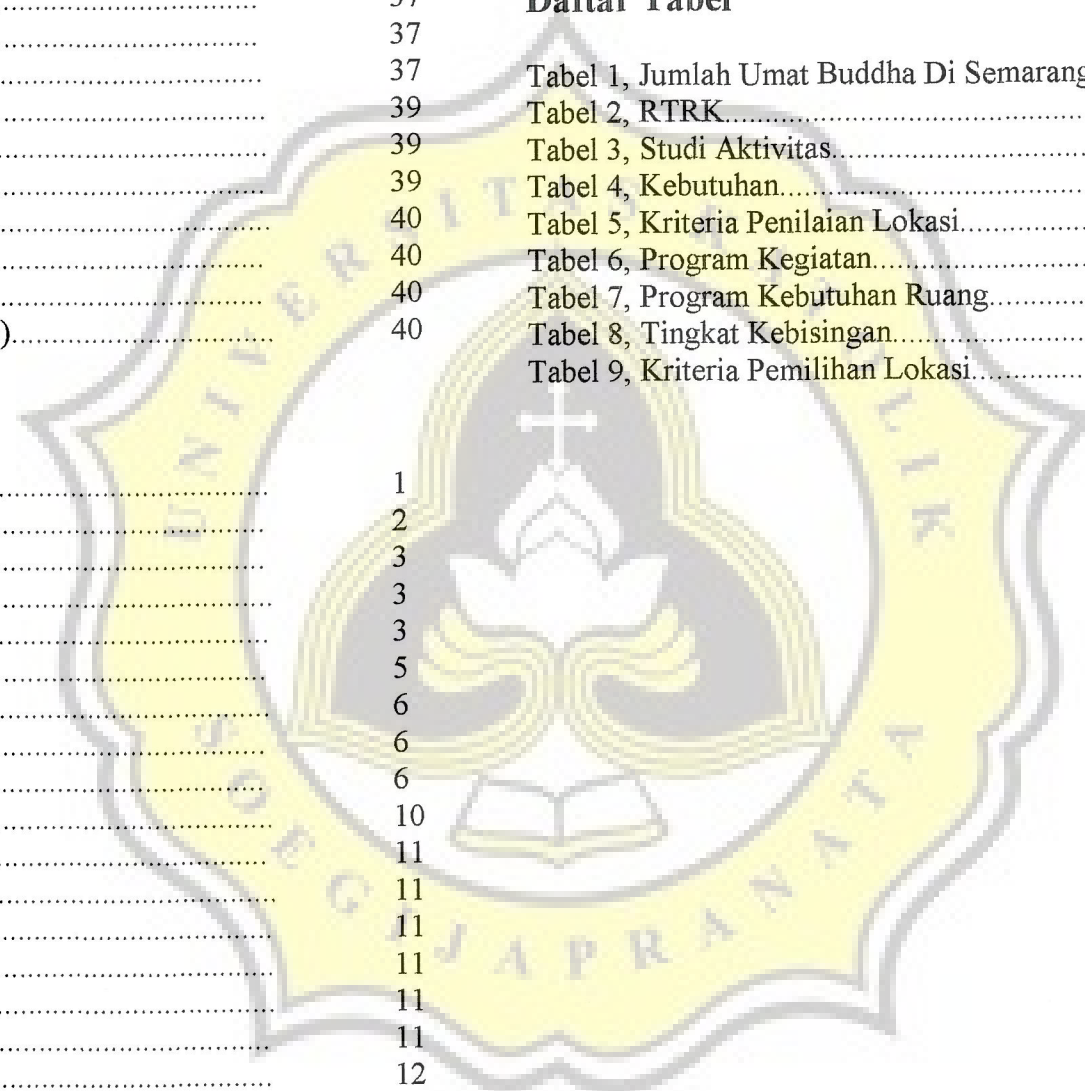 37
37
37
39
39
39
40
40
40
)........ 40
1
2
3
3
3
5
6
6
6
10
11
11
11
11
11
11
12
Daftar Tabel
Tabel 1, Jumlah Umat Buddha Di Semarang
Tabel 2, RTRK........
Tabel 3, Studi Aktivitas........
Tabel 4, Kebutuhan........
Tabel 5, Kriteria Penilaian Lokasi........
Tabel 6, Program Kegiatan........
Tabel 7, Program Kebutuhan Ruang........
Tabel 8, Tingkat Kebisingan........
Tabel 9, Kriteria Pemilihan Lokasi........
UNIVERSITAS KATOLIK
SOEGIJAPRANATA